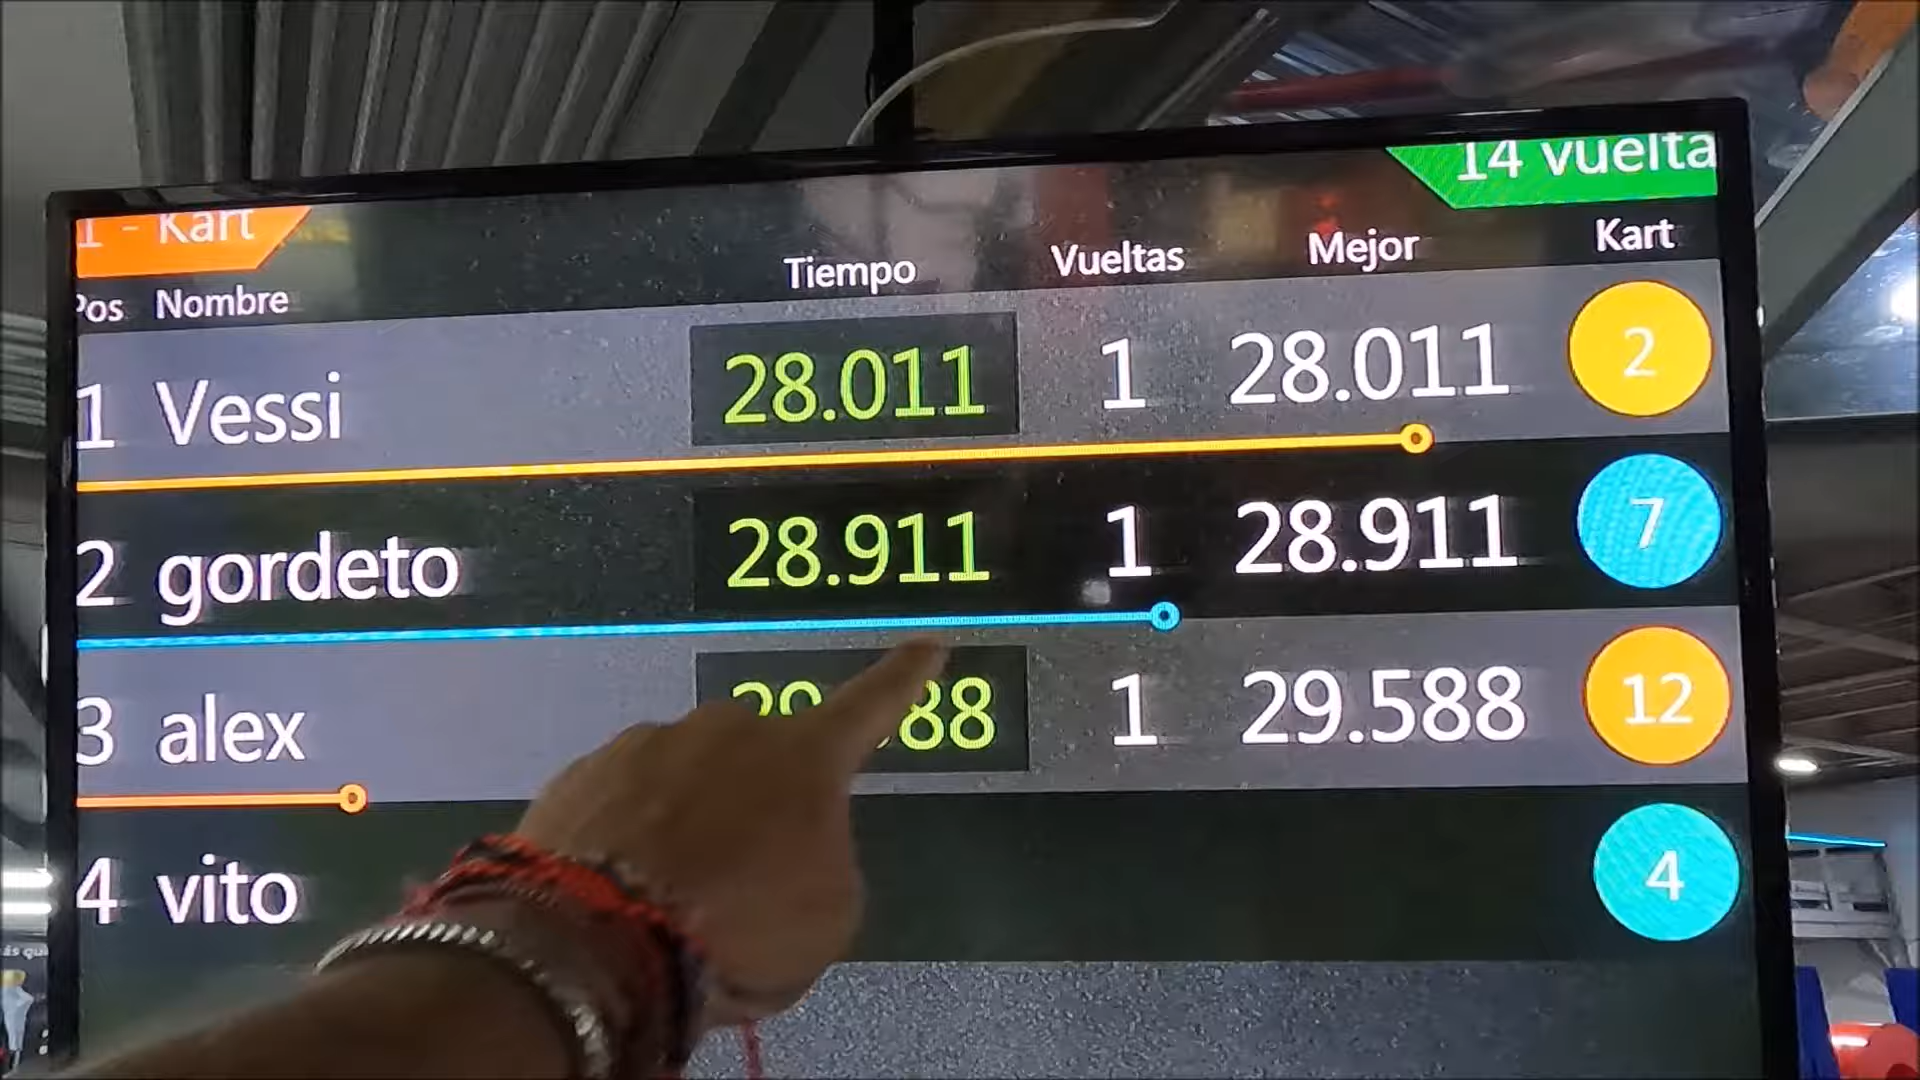 1 - Kart
14 vuelta
Pos Nombre Tiempo Vueltas Mejor Kart
1 Vessi 28.011 1 28.011 2
2 gordeto 28.911 1 28.911 7
3 alex 1 29.588 12
4 vito 4